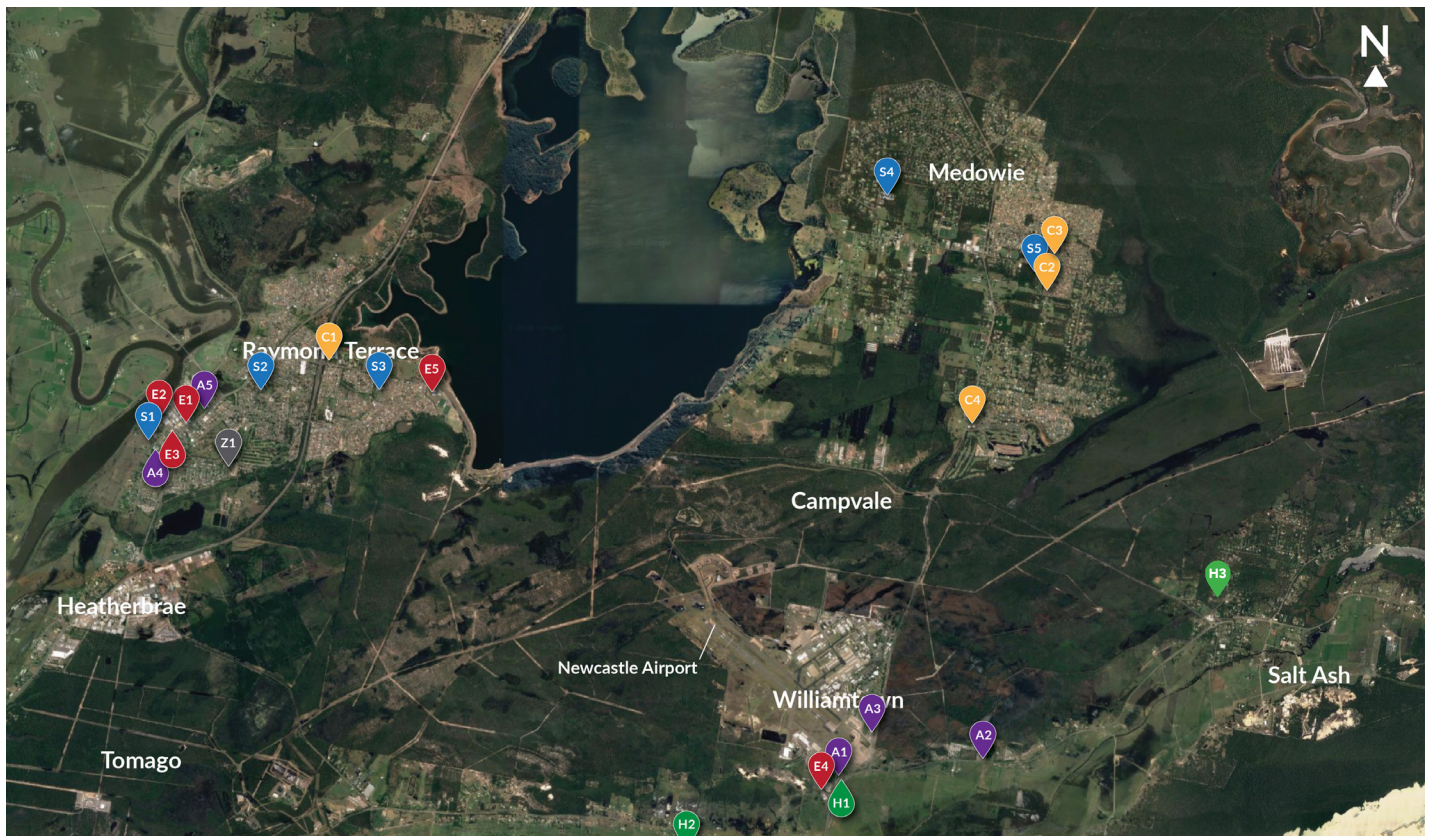 N
S4
Medowie
C3
S5
C2
C1
Raymond Terrace
S2
S3
E5
A5
E2
E1
S1
C4
Z1
E3
A4
Campvale
H3
Heatherbrae
Newcastle Airport
Salt Ash
Williamtown
A3
A2
A1
Tomago
E4
H1
H2